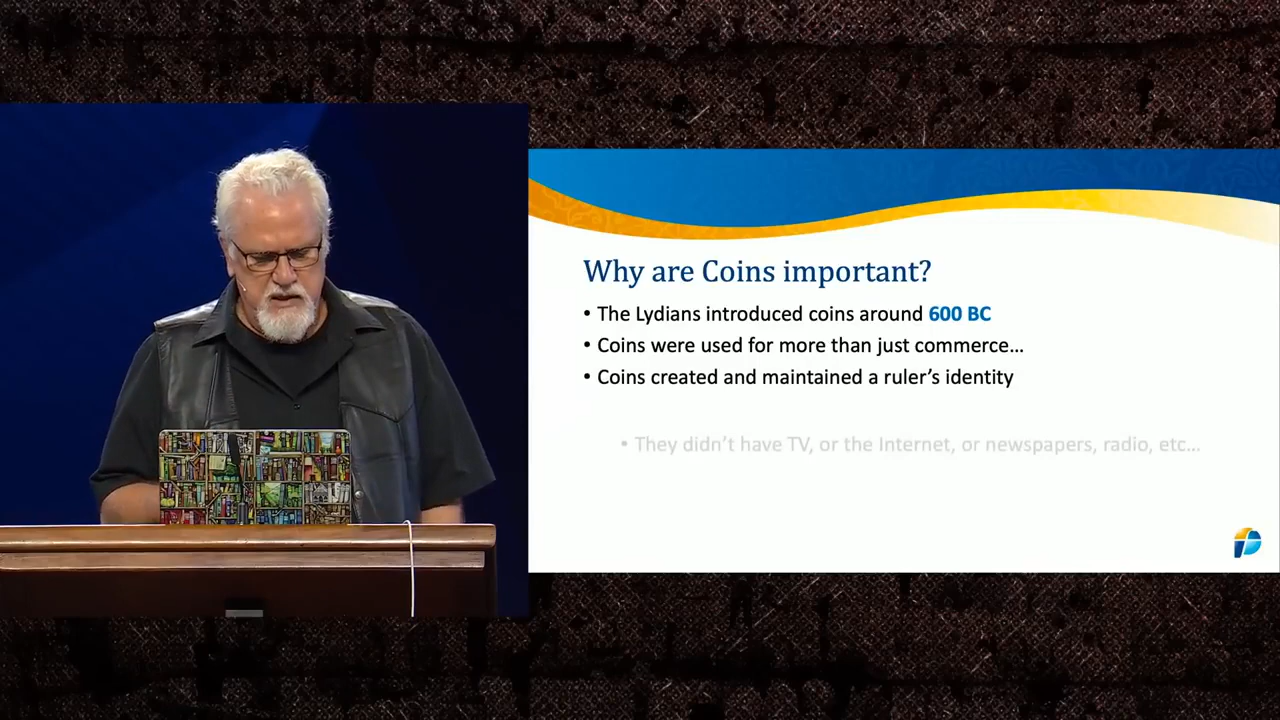 Why are Coins important?
• The Lydians introduced coins around 600 BC
• Coins were used for more than just commerce…
• Coins created and maintained a ruler’s identity
• They didn’t have TV, or the Internet, or newspapers, radio, etc…